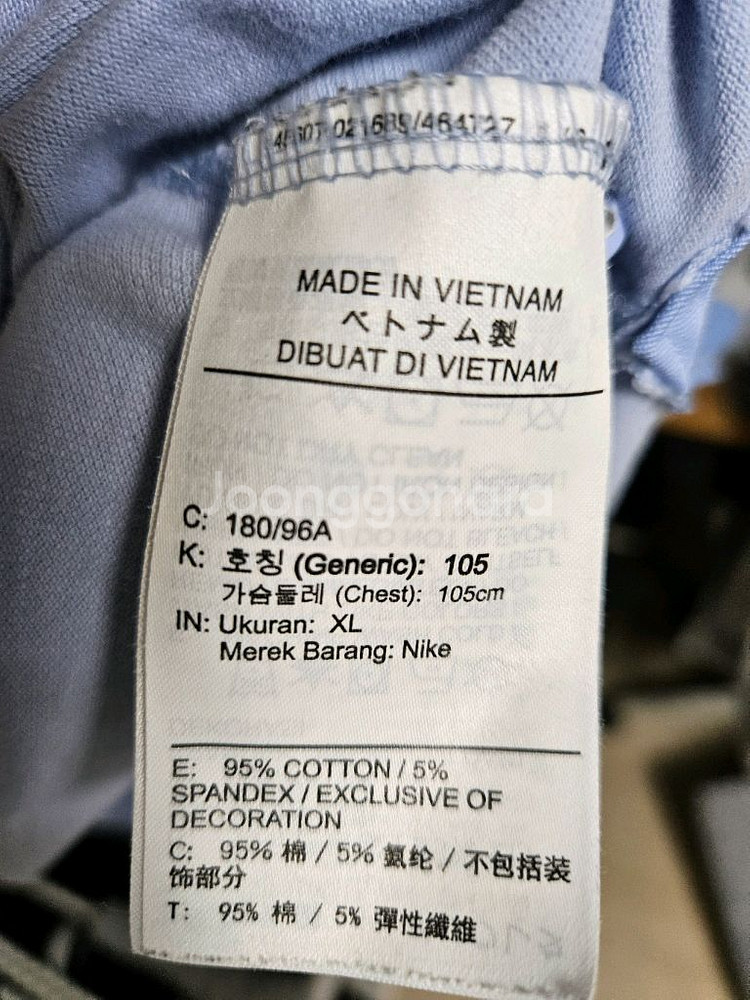 MADE IN VIETNAM
ベトナム製
DIBUAT DI VIETNAM
Joonggonara
C: 180/96A
K: 호칭 (Generic): 105
가슴둘레 (Chest): 105cm
IN: Ukuran: XL
Merek Barang: Nike
E: 95% COTTON / 5%
SPANDEX / EXCLUSIVE OF
DECORATION
C: 95% 棉 / 5% 氨纶 / 不包括装
饰部分
T: 95% 棉 / 5% 彈性纖維